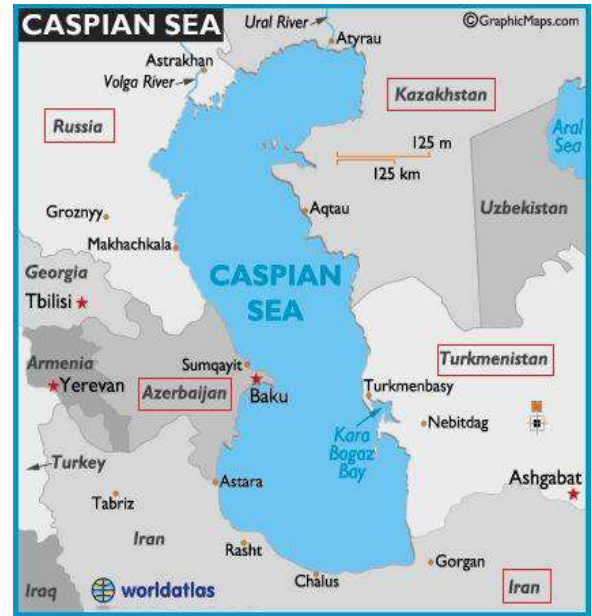 CASPIAN SEA
Ural River
©GraphicMaps.com
Atyrau
Astrakhan
Volga River
Kazakhstan
Russia
125 m
Aral
Sea
125 km
Groznyy
Aqtau
Uzbekistan
Makhachkala
Georgia
CASPIAN
SEA
Tbilisi
Armenia
Sumqayit
Turkmenistan
Yerevan
Azerbaijan
Baku
Turkmenbasy
Kara
Bogaz
Bay
Nebitdag
Turkey
Astara
Ashgabat
Tabriz
Iran
Rasht
Gorgan
Chalus
Iraq
worldatlas
Iran